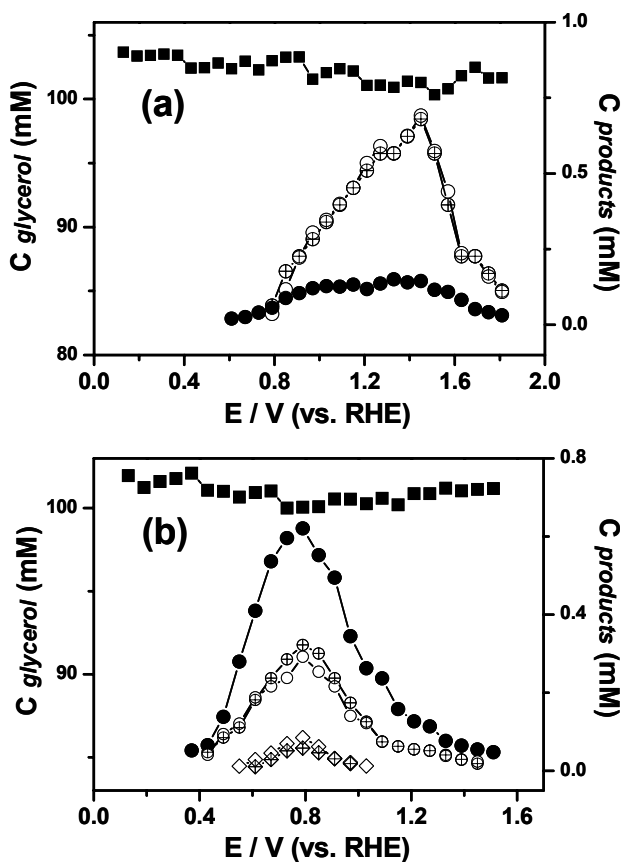 1.0
(a)
100
C glycerol (mM)
0.5
C products (mM)
90
0.0
80
0.0 0.4 0.8 1.2 1.6 2.0
E / V (vs. RHE)
0.8
(b)
100
C glycerol (mM)
0.4
C products (mM)
90
0.0
0.0 0.4 0.8 1.2 1.6
E / V (vs. RHE)